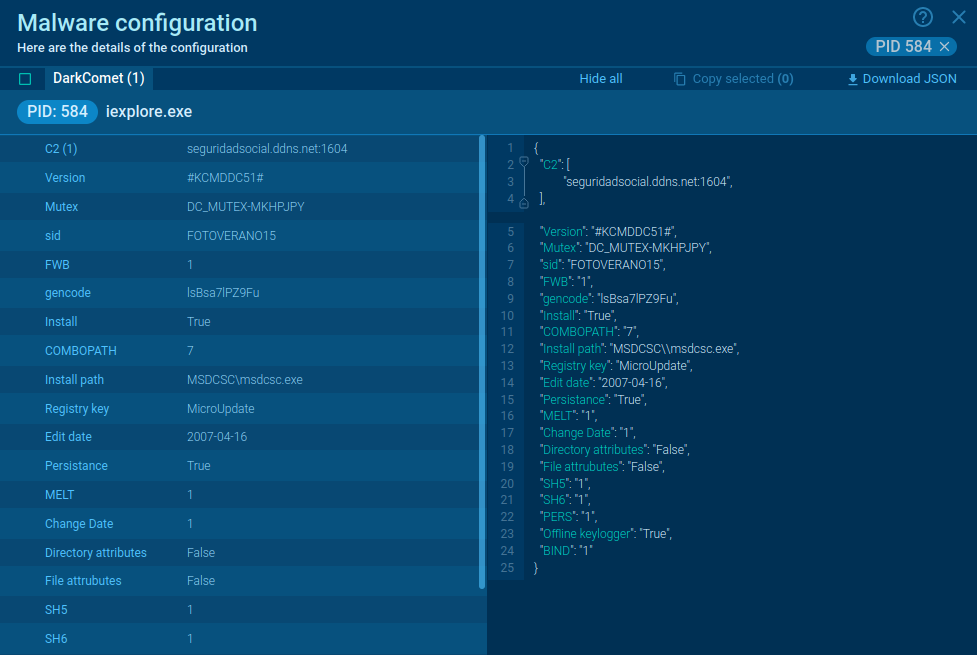 Malware configuration
Here are the details of the configuration
PID 584
DarkComet (1)
Hide all
Copy selected (0)
Download JSON
PID: 584 iexplore.exe
C2 (1) seguridadsocial.ddns.net:1604
Version #KCMDDC51#
Mutex DC_MUTEX-MKHPJPY
sid FOTOVERANO15
FWB 1
gencode lsBsa7lPZ9Fu
Install True
COMBOPATH 7
Install path MSDCSC\msdcsc.exe
Registry key MicroUpdate
Edit date 2007-04-16
Persistance True
MELT 1
Change Date 1
Directory attributes False
File attrubutes False
SH5 1
SH6 1
1 {
2 "C2": [
3 "seguridadsocial.ddns.net:1604",
4 ],
5 "Version": "#KCMDDC51#",
6 "Mutex": "DC_MUTEX-MKHPJPY",
7 "sid": "FOTOVERANO15",
8 "FWB": "1",
9 "gencode": "lsBsa7lPZ9Fu",
10 "Install": "True",
11 "COMBOPATH": "7",
12 "Install path": "MSDCSC\\msdcsc.exe",
13 "Registry key": "MicroUpdate",
14 "Edit date": "2007-04-16",
15 "Persistance": "True",
16 "MELT": "1",
17 "Change Date": "1",
18 "Directory attributes": "False",
19 "File attrubutes": "False",
20 "SH5": "1",
21 "SH6": "1",
22 "PERS": "1",
23 "Offline keylogger": "True",
24 "BIND": "1"
25 }